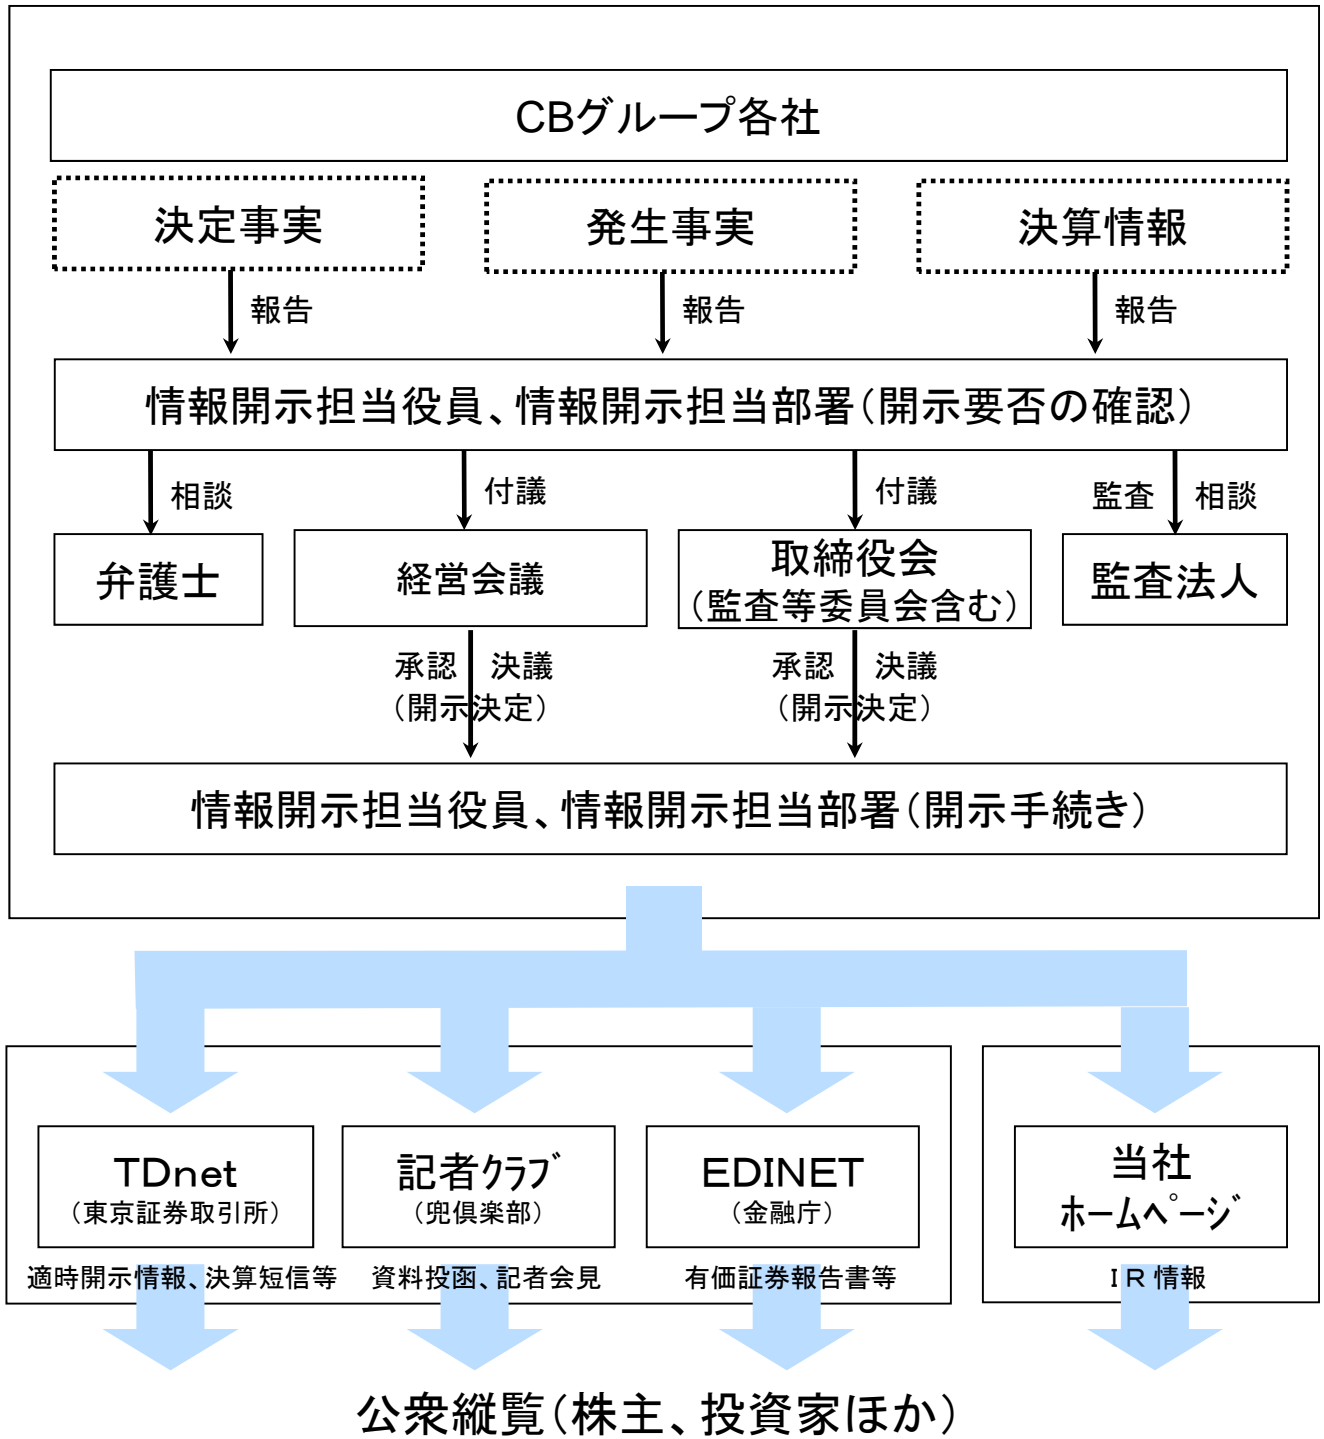 CBグループ各社
決定事実
発生事実
決算情報
報告
報告
報告
情報開示担当役員、情報開示担当部署（開示要否の確認）
相談
付議
付議
監査 相談
弁護士
経営会議
取締役会
（監査等委員会含む）
監査法人
承認 決議
（開示決定）
承認 決議
（開示決定）
情報開示担当役員、情報開示担当部署（開示手続き）
TDnet
（東京証券取引所）
記者ｸﾗﾌﾞ
（兜倶楽部）
EDINET
（金融庁）
当社
ﾎｰﾑﾍﾟｰｼﾞ
適時開示情報、決算短信等
資料投函、記者会見
有価証券報告書等
ＩＲ情報
公衆縦覧（株主、投資家ほか）